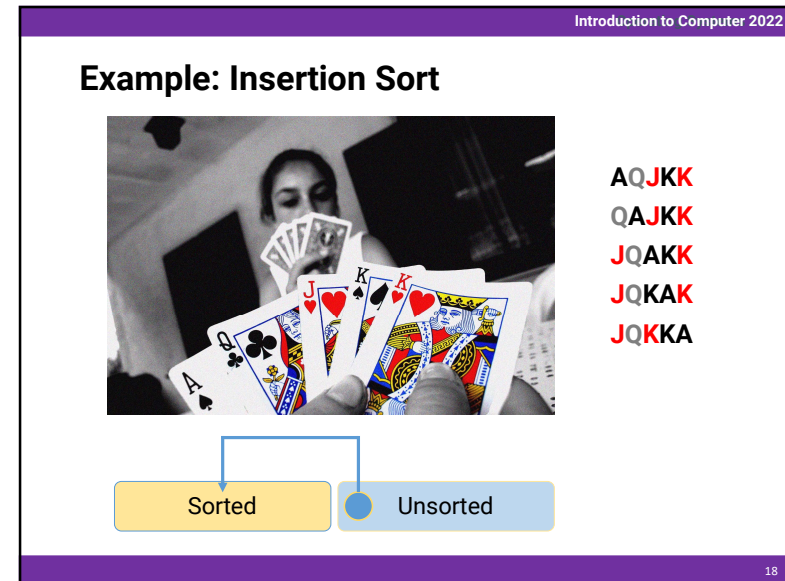 Introduction to Computer 2022
Example: Insertion Sort
A
Q
J
K
K
AQJKK
QAJKK
JQAKK
JQKAK
JQKKA
Sorted
Unsorted
18